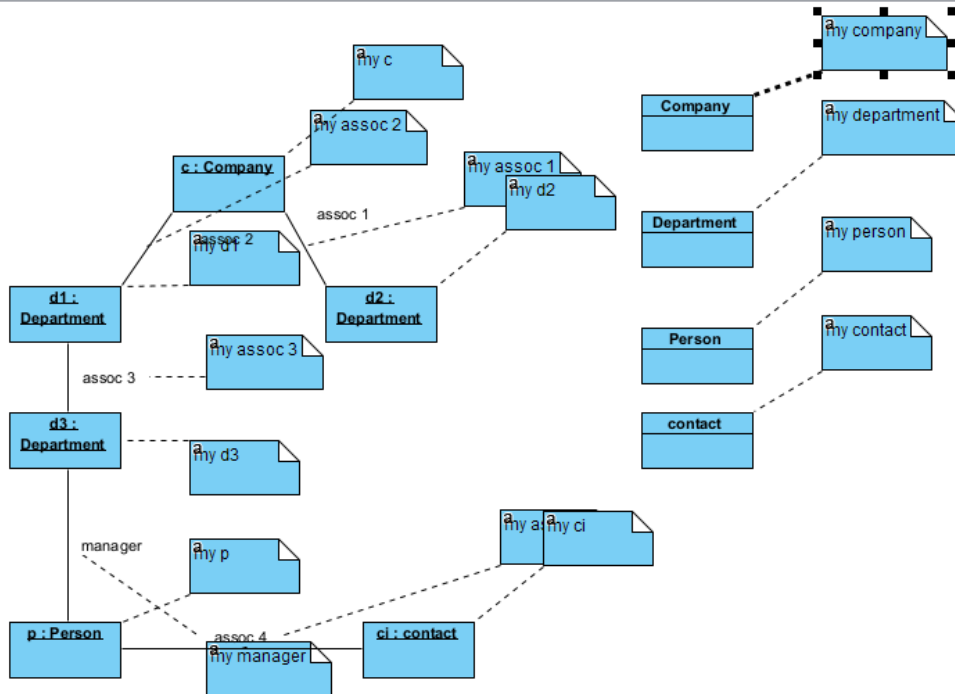 a my company
a my c
Company
a my department
a my assoc 2
c : Company
a my assoc 1
a my d2
assoc 1
Department
a my person
assoc 2
a my d1
d1 :
Department
d2 :
Department
Person
a my contact
a my assoc 3
assoc 3
d3 :
Department
contact
a my d3
manager
a my as
a my ci
a my p
p : Person
assoc 4
ci : contact
a my manager